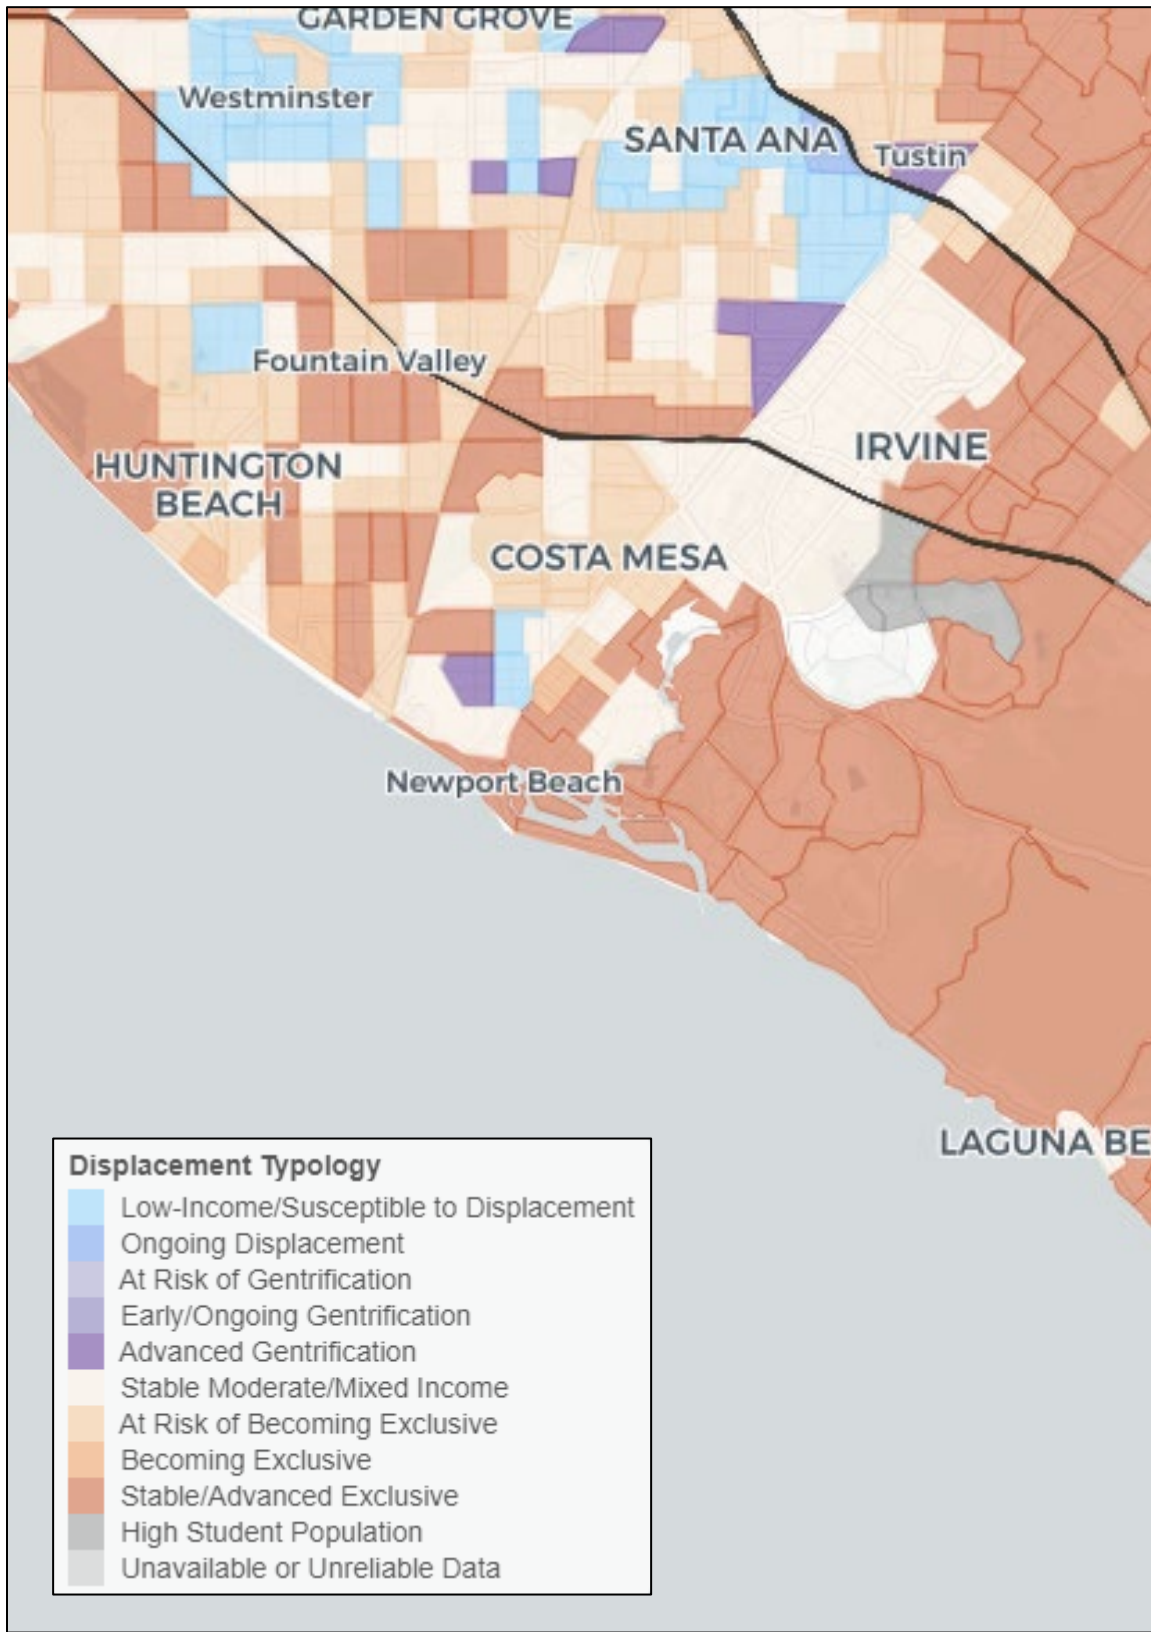 GARDEN GROVE
Westminster
SANTA ANA
Tustin
Fountain Valley
IRVINE
HUNTINGTON
BEACH
COSTA MESA
Newport Beach
LAGUNA BE
Displacement Typology
Low-Income/Susceptible to Displacement
Ongoing Displacement
At Risk of Gentrification
Early/Ongoing Gentrification
Advanced Gentrification
Stable Moderate/Mixed Income
At Risk of Becoming Exclusive
Becoming Exclusive
Stable/Advanced Exclusive
High Student Population
Unavailable or Unreliable Data